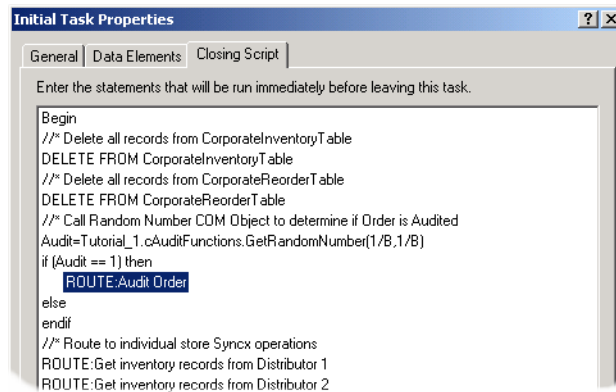 Initial Task Properties
General Data Elements Closing Script
Enter the statements that will be run immediately before leaving this task.
Begin
//* Delete all records from CorporateInventoryTable
DELETE FROM CorporateInventoryTable
//* Delete all records from CorporateReorderTable
DELETE FROM CorporateReorderTable
//* Call Random Number COM Object to determine if Order is Audited
Audit=Tutorial_1.cAuditFunctions.GetRandomNumber(1/B,1/B)
if (Audit == 1) then
ROUTE:Audit Order
else
endif
//* Route to individual store Syncx operations
ROUTE:Get inventory records from Distributor 1
ROUTE:Get inventory records from Distributor 2